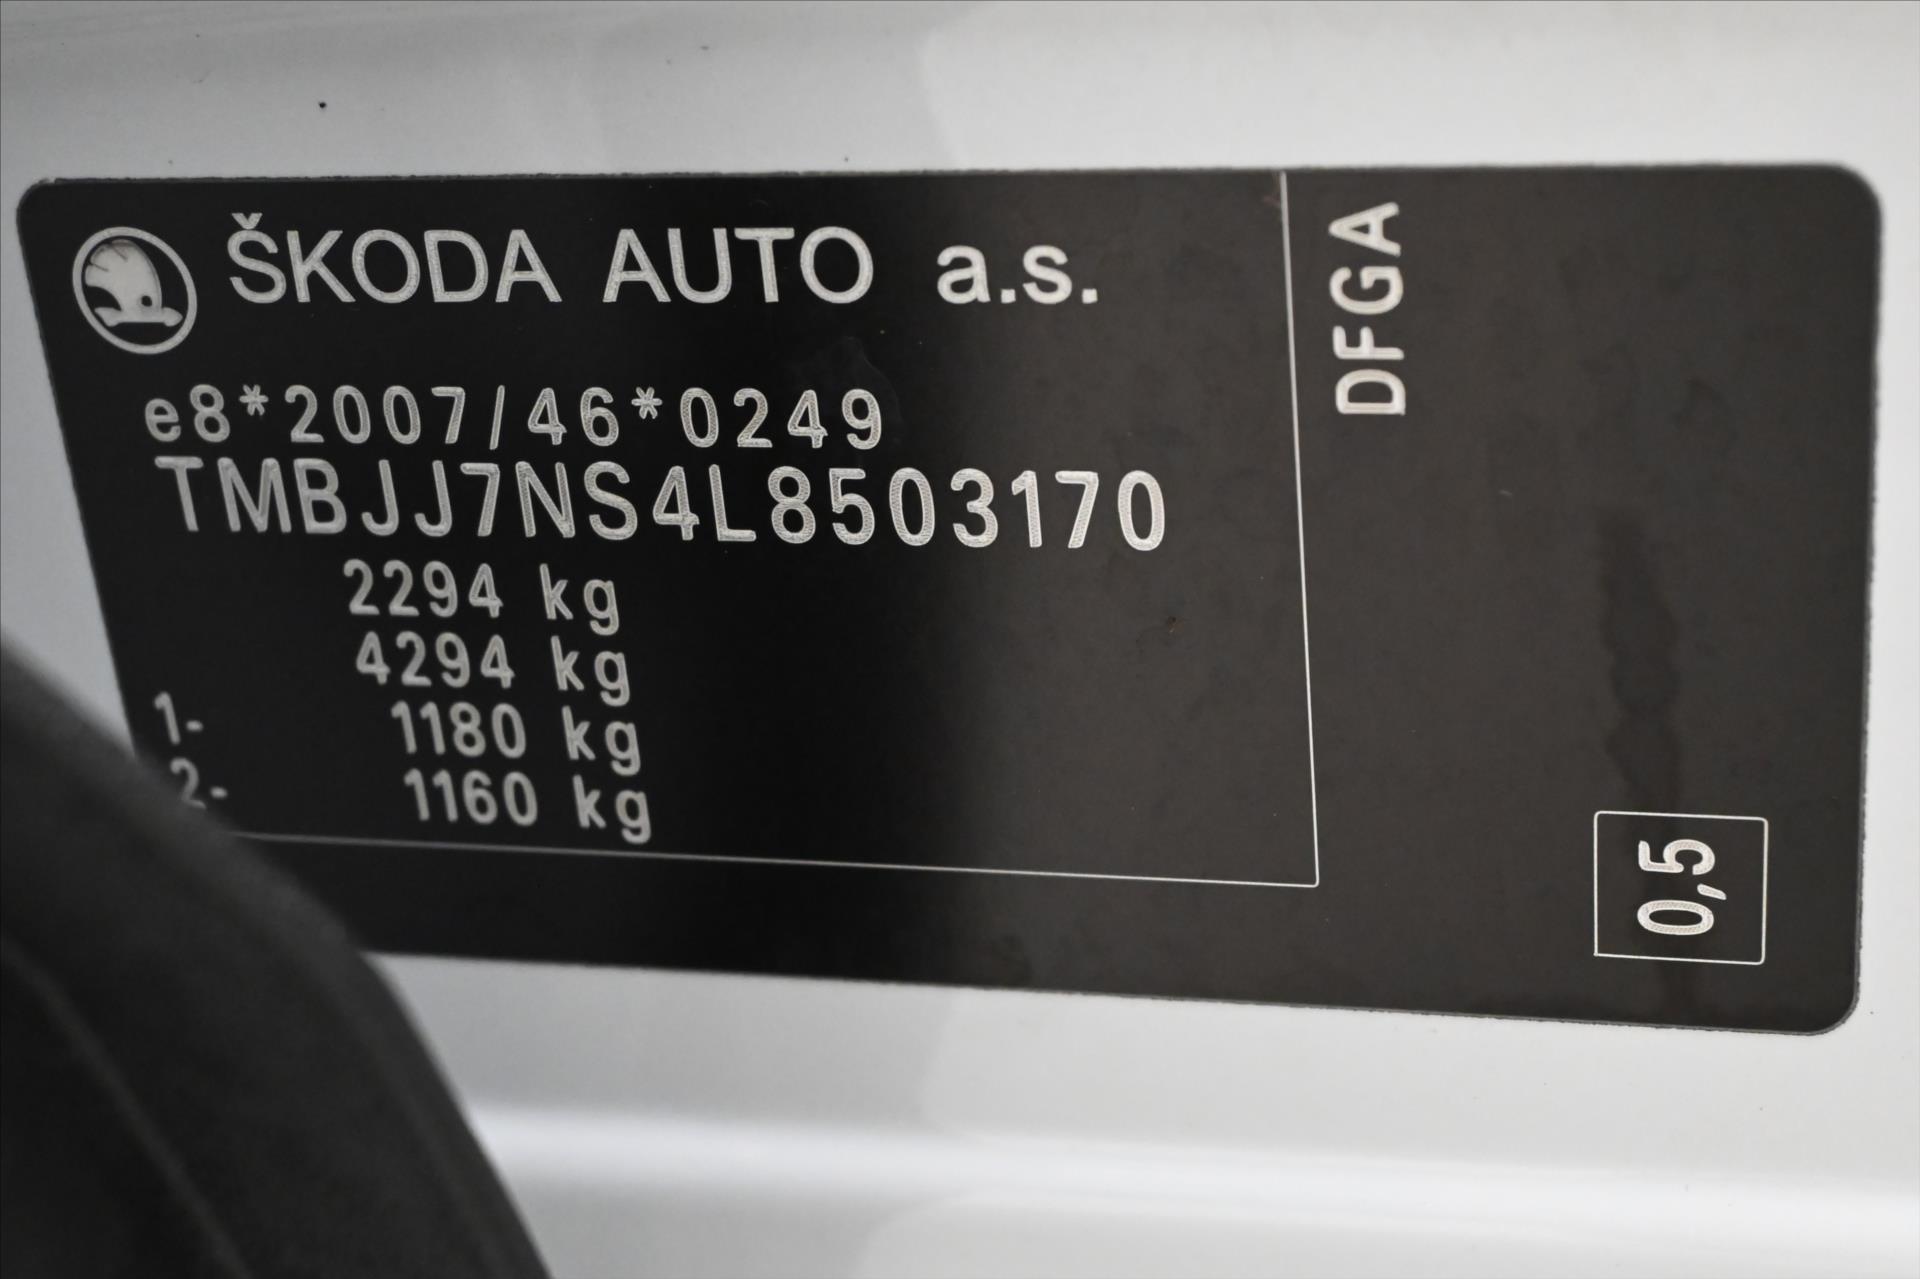 ŠKODA AUTO a.s.
e8*2007/46*0249
TMBJJ7NS4L8503170
2294 kg
4294 kg
1- 1180 kg
2- 1160 kg
DFGA
0,5